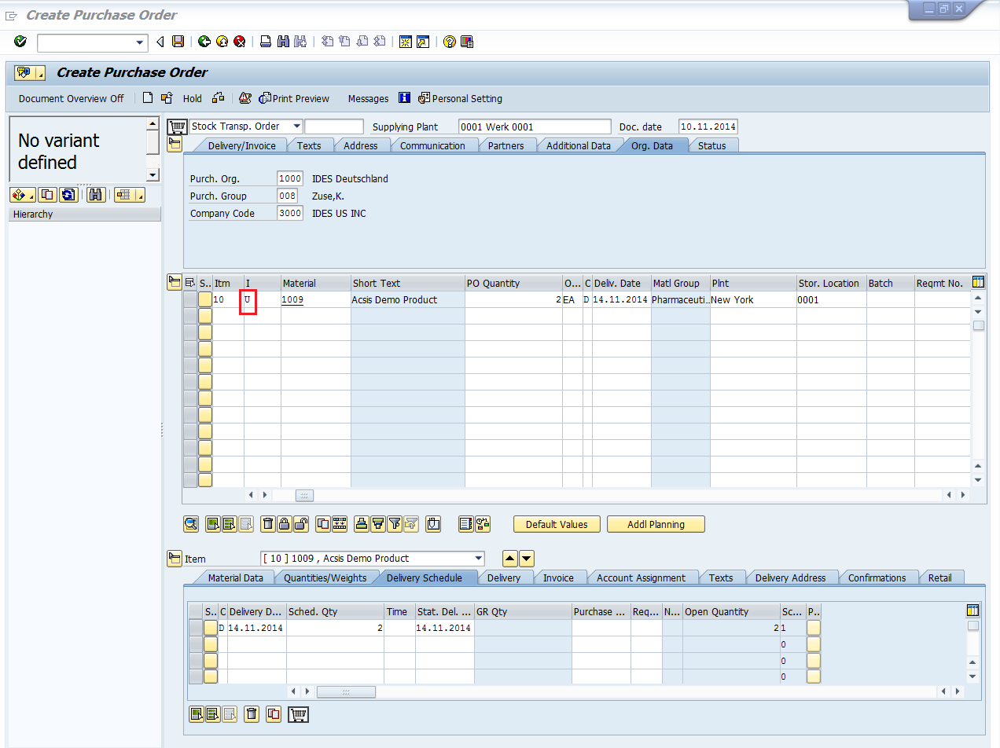 Create Purchase Order
Create Purchase Order
Document Overview Off Hold Print Preview Messages Personal Setting
No variant
defined
Hierarchy
Stock Transp. Order Supplying Plant 0001 Werk 0001 Doc. date 10.11.2014
Delivery/Invoice Texts Address Communication Partners Additional Data Org. Data Status
Purch. Org. 1000 IDES Deutschland
Purch. Group 008 Zuse,K.
Company Code 3000 IDES US INC
S.. Itm I Material Short Text PO Quantity O... C Deliv. Date Matl Group Plnt Stor. Location Batch Reqmt No.
10 U 1009 Acsis Demo Product 2 EA D 14.11.2014 Pharmaceuti... New York 0001
Default Values Addl Planning
Item [ 10 ] 1009 , Acsis Demo Product
Material Data Quantities/Weights Delivery Schedule Delivery Invoice Account Assignment Texts Delivery Address Confirmations Retail
S.. C Delivery D... Sched. Qty Time Stat. Del. ... GR Qty Purchase ... Req... N... Open Quantity Sc... P..
D 14.11.2014 2 14.11.2014 2 1
0
0
0